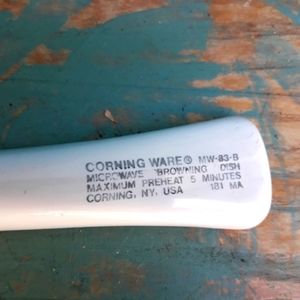 CORNING WARE® MW-83-B
MICROWAVE BROWNING DISH
MAXIMUM PREHEAT 5 MINUTES
CORNING, NY, USA 181 MA